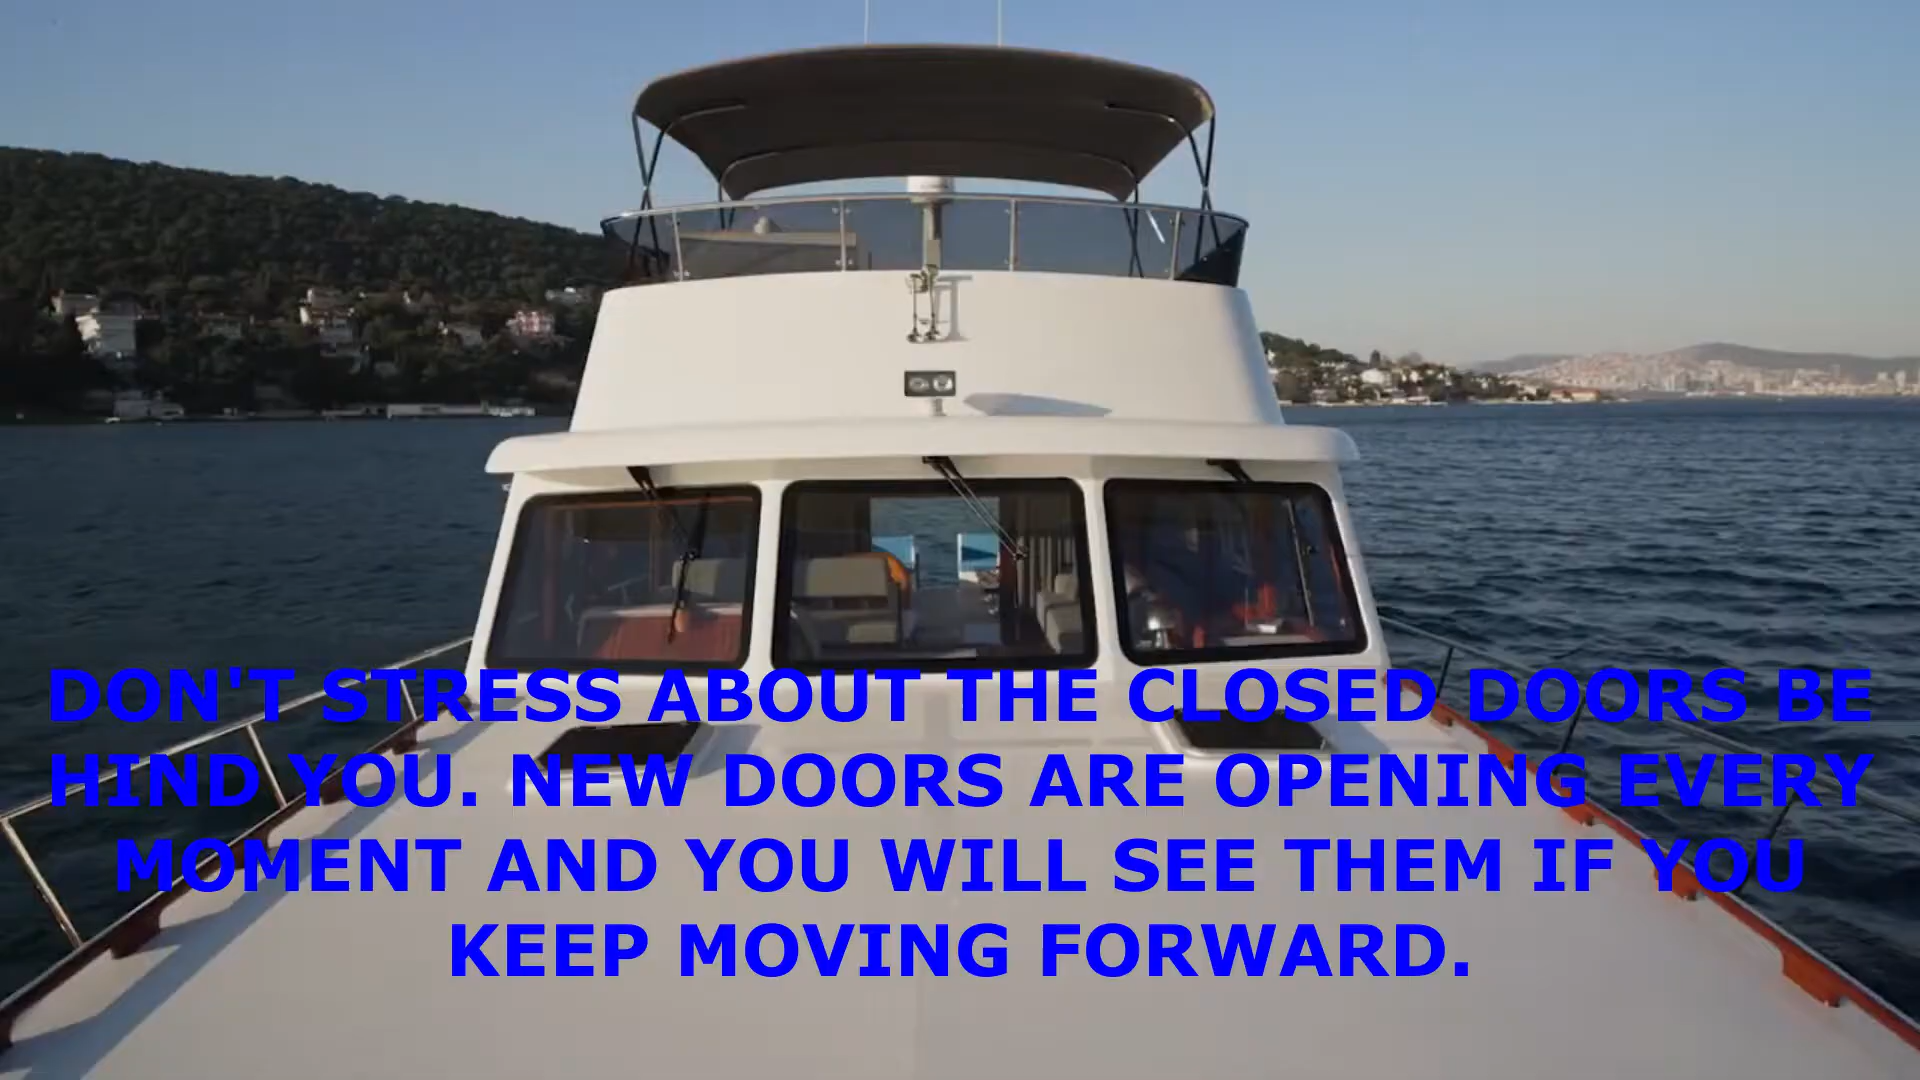 DON'T STRESS ABOUT THE CLOSED DOORS BE
HIND YOU. NEW DOORS ARE OPENING EVERY
MOMENT AND YOU WILL SEE THEM IF YOU
KEEP MOVING FORWARD.